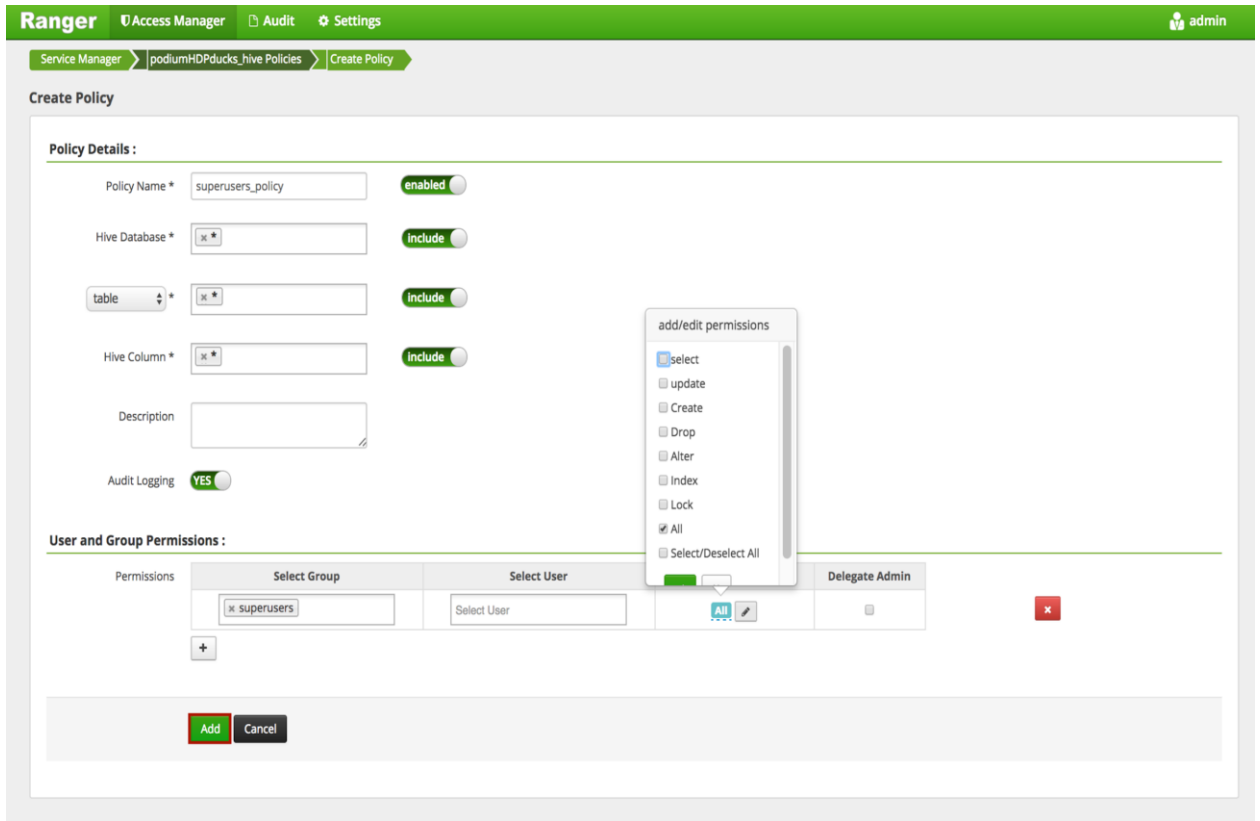 Ranger Access Manager Audit Settings admin
Service Manager podiumHDPducks_hive Policies Create Policy
Create Policy
Policy Details :
Policy Name * superusers_policy enabled
Hive Database * × * include
table * × * include
Hive Column * × * include
Description
Audit Logging YES
add/edit permissions
select
update
Create
Drop
Alter
Index
Lock
All
Select/Deselect All
User and Group Permissions :
Permissions Select Group Select User Delegate Admin
× superusers Select User All ×
+
Add Cancel